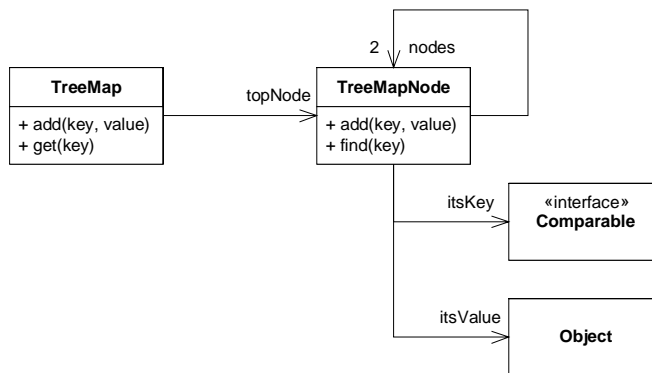 2 nodes
TreeMap
topNode
TreeMapNode
+ add(key, value)
+ get(key)
+ add(key, value)
+ find(key)
itsKey
«interface»
Comparable
itsValue
Object